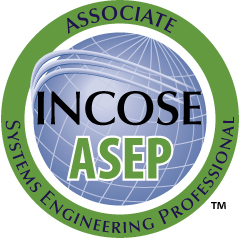 ASSOCIATE
INCOSE
ASEP
SYSTEMS ENGINEERING PROFESSIONAL
TM